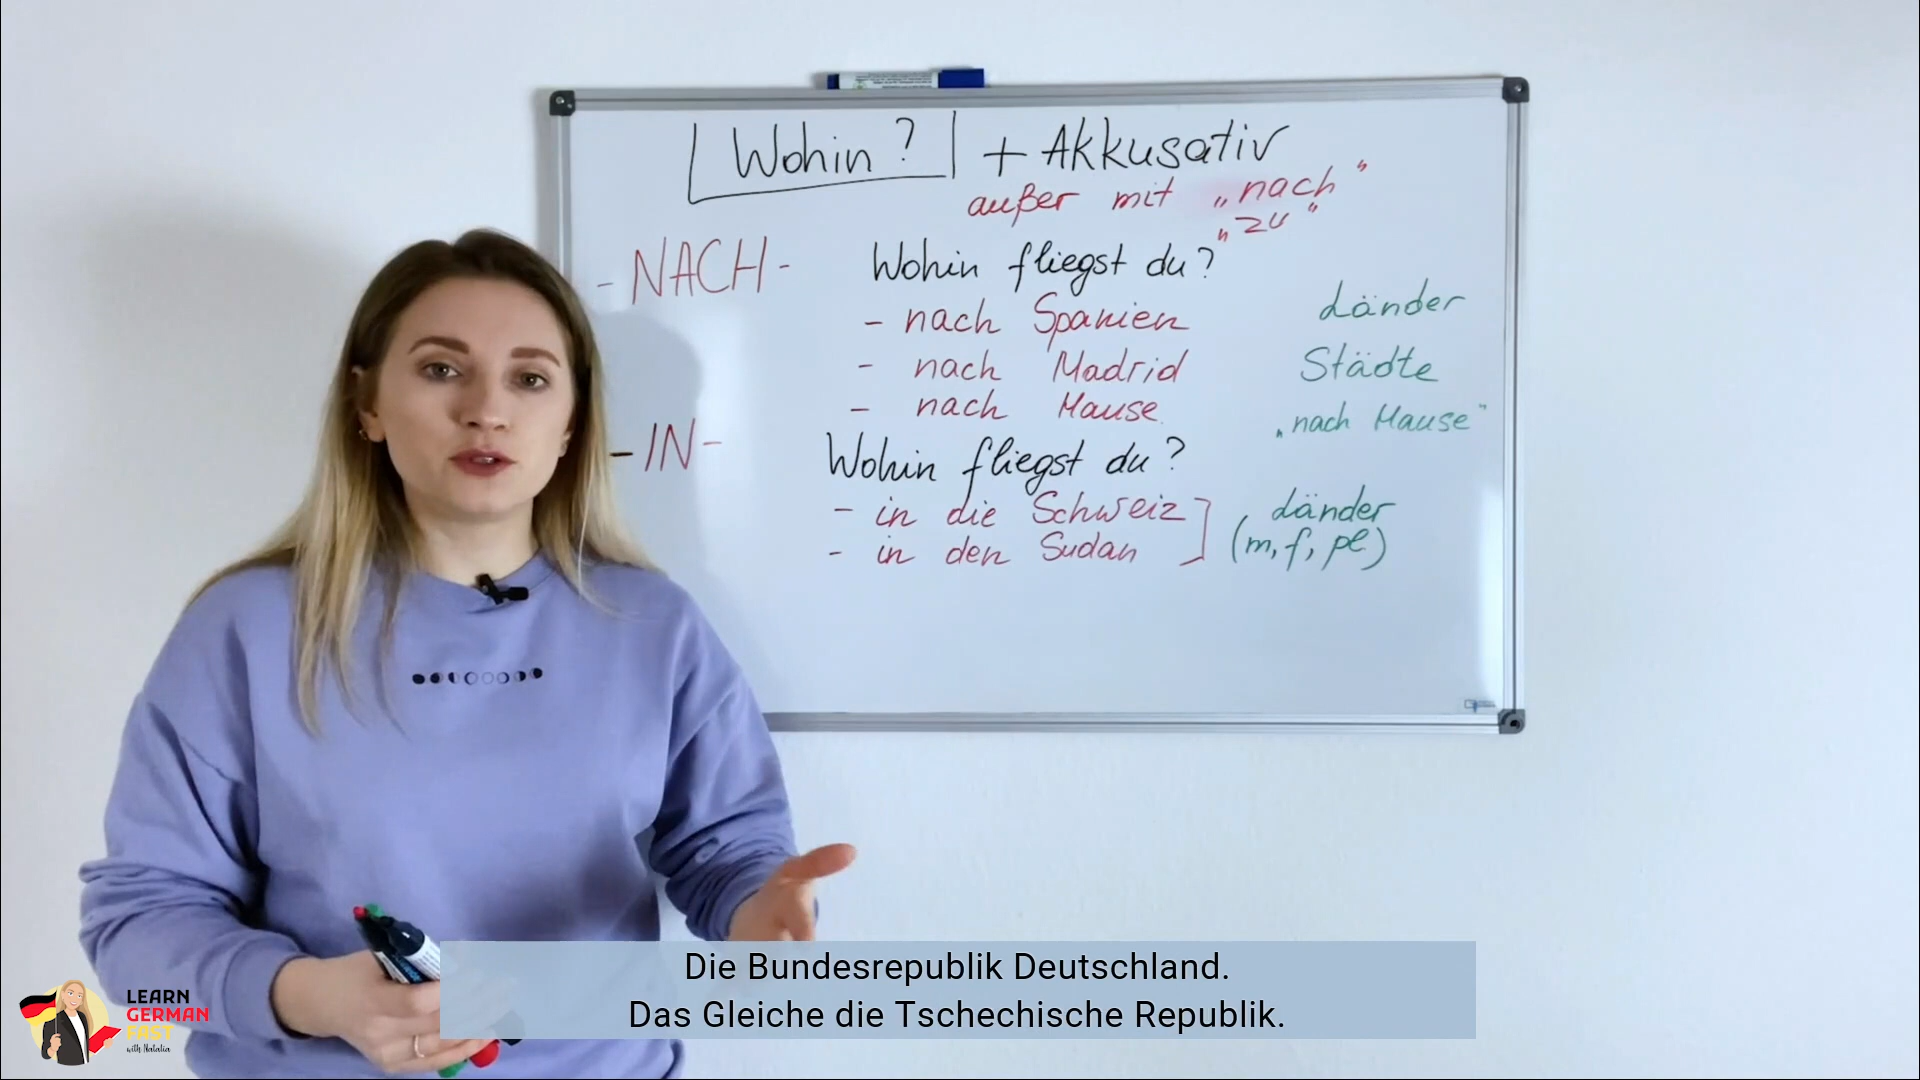 Wohin? + Akkusativ
außer mit „nach"
„zu"
- NACH -
Wohin fliegst du?
- nach Spanien
Länder
- nach Madrid
Städte
- nach Hause
„nach Hause"
- IN -
Wohin fliegst du?
- in die Schweiz
- in den Sudan
Länder
(m, f, pl)
Die Bundesrepublik Deutschland.
Das Gleiche die Tschechische Republik.
LEARN
GERMAN
FAST
with Natalia